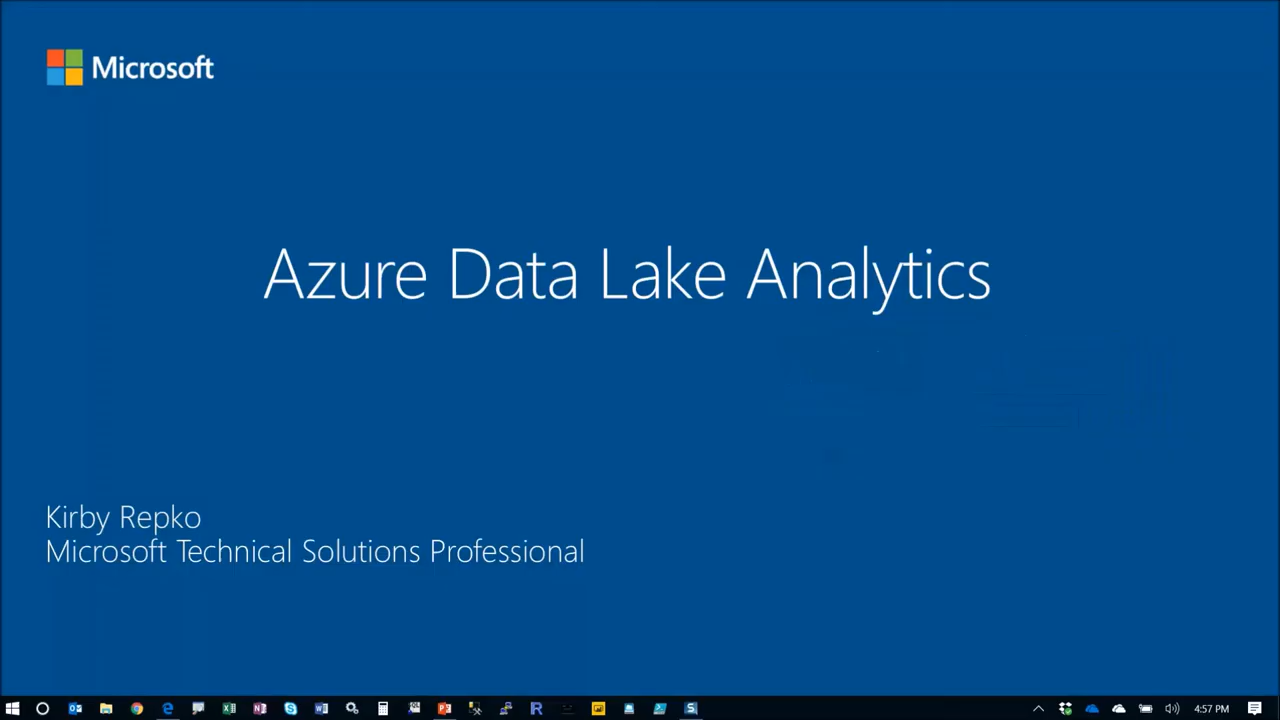 Microsoft
Azure Data Lake Analytics
Kirby Repko
Microsoft Technical Solutions Professional
4:57 PM